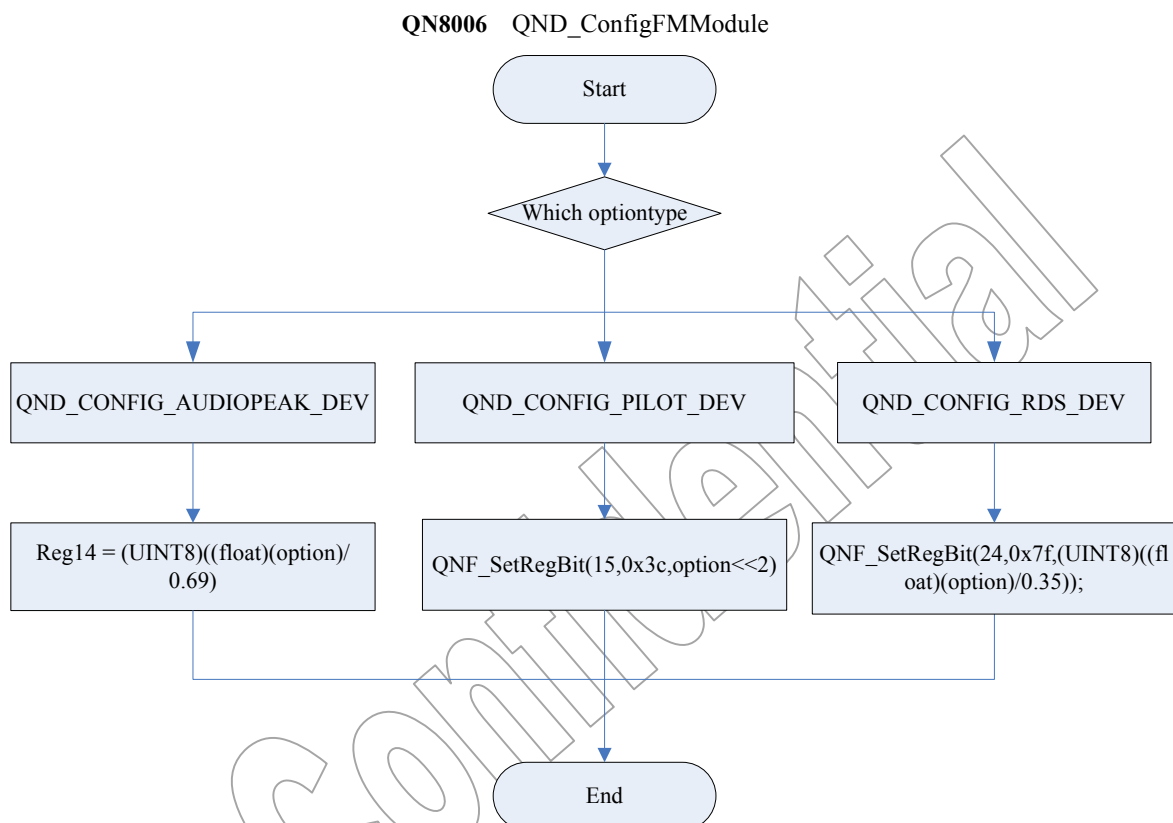 QN8006 QND_ConfigFMModule
Start
Which optiontype
QND_CONFIG_AUDIOPEAK_DEV
QND_CONFIG_PILOT_DEV
QND_CONFIG_RDS_DEV
Reg14 = (UINT8)((float)(option)/
0.69)
QNF_SetRegBit(15,0x3c,option<<2)
QNF_SetRegBit(24,0x7f,(UINT8)((fl
oat)(option)/0.35));
End
Confidential